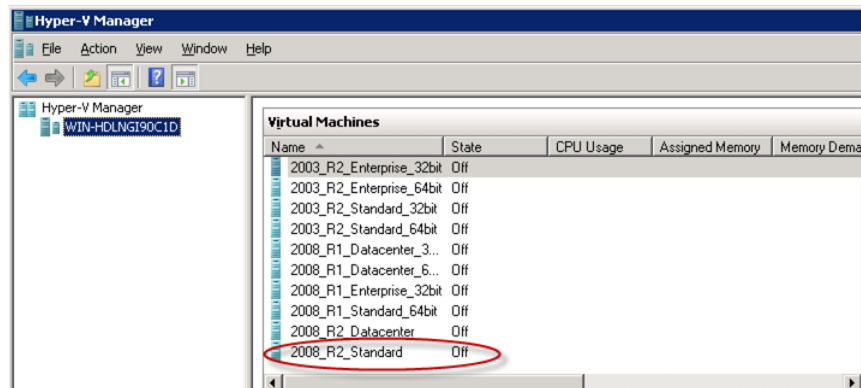 Hyper-V Manager
File Action View Window Help
Hyper-V Manager
WIN-HDLNGI90C1D
Virtual Machines
Name State CPU Usage Assigned Memory Memory Dema
2003_R2_Enterprise_32bit Off
2003_R2_Enterprise_64bit Off
2003_R2_Standard_32bit Off
2003_R2_Standard_64bit Off
2008_R1_Datacenter_3... Off
2008_R1_Datacenter_6... Off
2008_R1_Enterprise_32bit Off
2008_R1_Standard_64bit Off
2008_R2_Datacenter Off
2008_R2_Standard Off